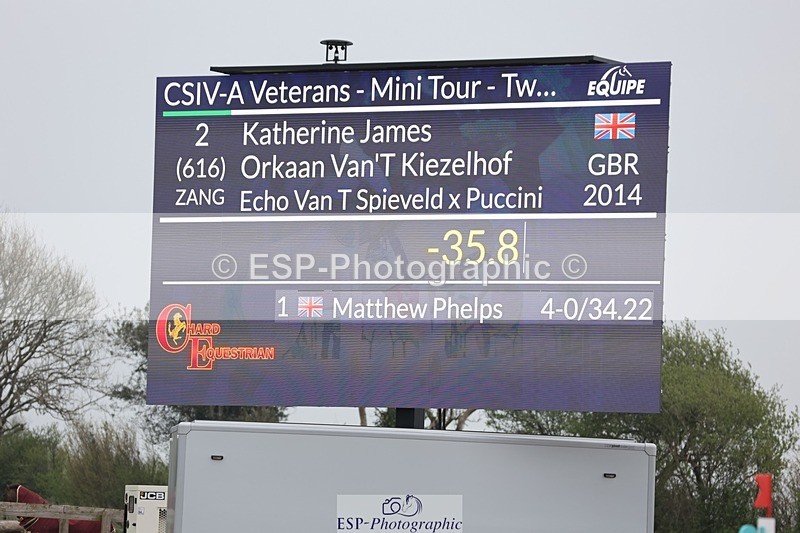 CSIV-A Veterans - Mini Tour - Tw...
EQUIPE
2 Katherine James
(616) Orkaan Van'T Kiezelhof GBR
ZANG Echo Van T Spieveld x Puccini 2014
-35.8
© ESP-Photographic ©
1 Matthew Phelps 4-0/34.22
CHARD
EQUESTRIAN
JCB
ESP-Photographic